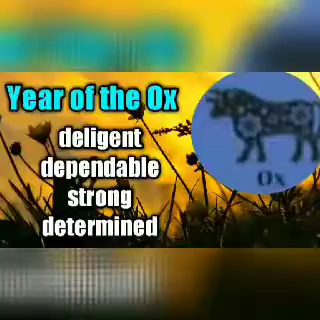 Year of the Ox
deligent
dependable
strong
determined
Ox